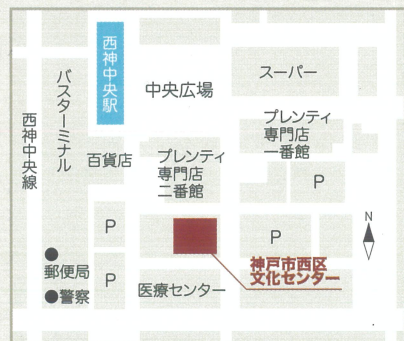 西神中央駅
バスターミナル
西神中央線
中央広場
スーパー
プレンティ
専門店
一番館
百貨店
プレンティ
専門店
二番館
P
P
P
P
N
郵便局
警察
医療センター
神戸市西区
文化センター